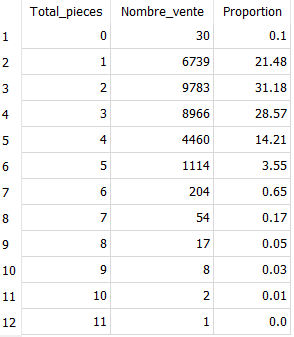 Total_pieces Nombre_vente Proportion
1 0 30 0.1
2 1 6739 21.48
3 2 9783 31.18
4 3 8966 28.57
5 4 4460 14.21
6 5 1114 3.55
7 6 204 0.65
8 7 54 0.17
9 8 17 0.05
10 9 8 0.03
11 10 2 0.01
12 11 1 0.0